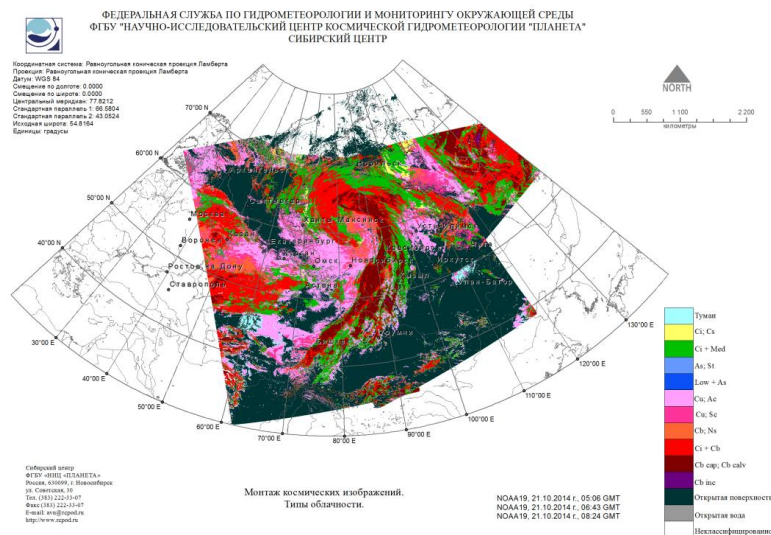 ФЕДЕРАЛЬНАЯ СЛУЖБА ПО ГИДРОМЕТЕОРОЛОГИИ И МОНИТОРИНГУ ОКРУЖАЮЩЕЙ СРЕДЫ
ФГБУ "НАУЧНО-ИССЛЕДОВАТЕЛЬСКИЙ ЦЕНТР КОСМИЧЕСКОЙ ГИДРОМЕТЕОРОЛОГИИ "ПЛАНЕТА"
СИБИРСКИЙ ЦЕНТР
Координатная система: Равноугольная коническая проекция Ламберта
Проекция: Равноугольная коническая проекция Ламберта
Датум: WGS 84
Смещение по долготе: 0.0000
Смещение по широте: 0.0000
Центральный меридиан: 77.8212
Стандартная параллель 1: 66.5804
Стандартная параллель 2: 43.0524
Исходная широта: 54.8164
Единицы: градусы
NORTH
0 550 1 100 2 200
километры
70°00' N
60°00' N
50°00' N
40°00' N
Архангельск
Норильск
Сыктывкар
Москва
Ханты-Мансийск
Казань
Воронеж
Екатеринбург
Омск
Новосибирск
Иркутск
Ростов на Дону
Ставрополь
Астана
Кызыл
Улан-Батор
Урумчи
Бишкек
30°00' E
40°00' E
50°00' E
60°00' E
70°00' E
80°00' E
90°00' E
100°00' E
110°00' E
120°00' E
130°00' E
Туман
Ci; Cs
Ci + Med
As; St
Low + As
Cu; Ac
Cu; Sc
Cb; Ns
Ci + Cb
Cb cap; Cb calv
Cb inc
Открытая поверхность
Открытая вода
Неклассифицировано
Сибирский центр
ФГБУ «НИЦ «ПЛАНЕТА»
Россия, 630099, г. Новосибирск
ул. Советская, 30
Тел. (383) 222-33-07
Факс (383) 222-33-07
E-mail: avn@rcpod.ru
http://www.rcpod.ru
Монтаж космических изображений.
Типы облачности.
NOAA19, 21.10.2014 г., 05:06 GMT
NOAA19, 21.10.2014 г., 06:43 GMT
NOAA19, 21.10.2014 г., 08:24 GMT